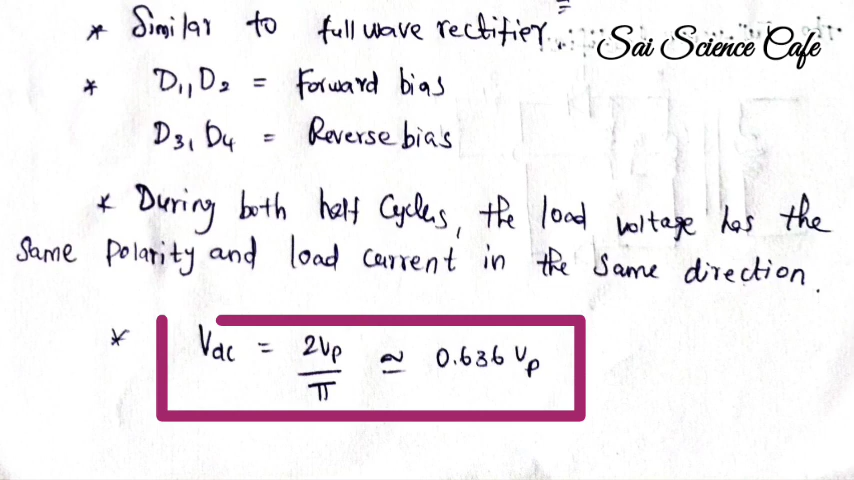 * Similar to full wave rectifier.
Sai Science Cafe
* D₁, D₂ = Forward bias
D₃, D₄ = Reverse bias
* During both half Cycles, the load voltage has the
Same Polarity and load current in the same direction.
* Vdc = 2Vp/π ≃ 0.636 Vp